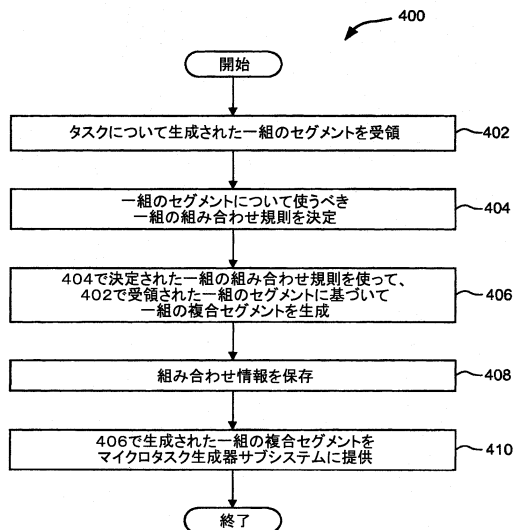 400
開始
タスクについて生成された一組のセグメントを受領
402
一組のセグメントについて使うべき
一組の組み合わせ規則を決定
404
404で決定された一組の組み合わせ規則を使って、
402で受領された一組のセグメントに基づいて
一組の複合セグメントを生成
406
組み合わせ情報を保存
408
406で生成された一組の複合セグメントを
マイクロタスク生成器サブシステムに提供
410
終了